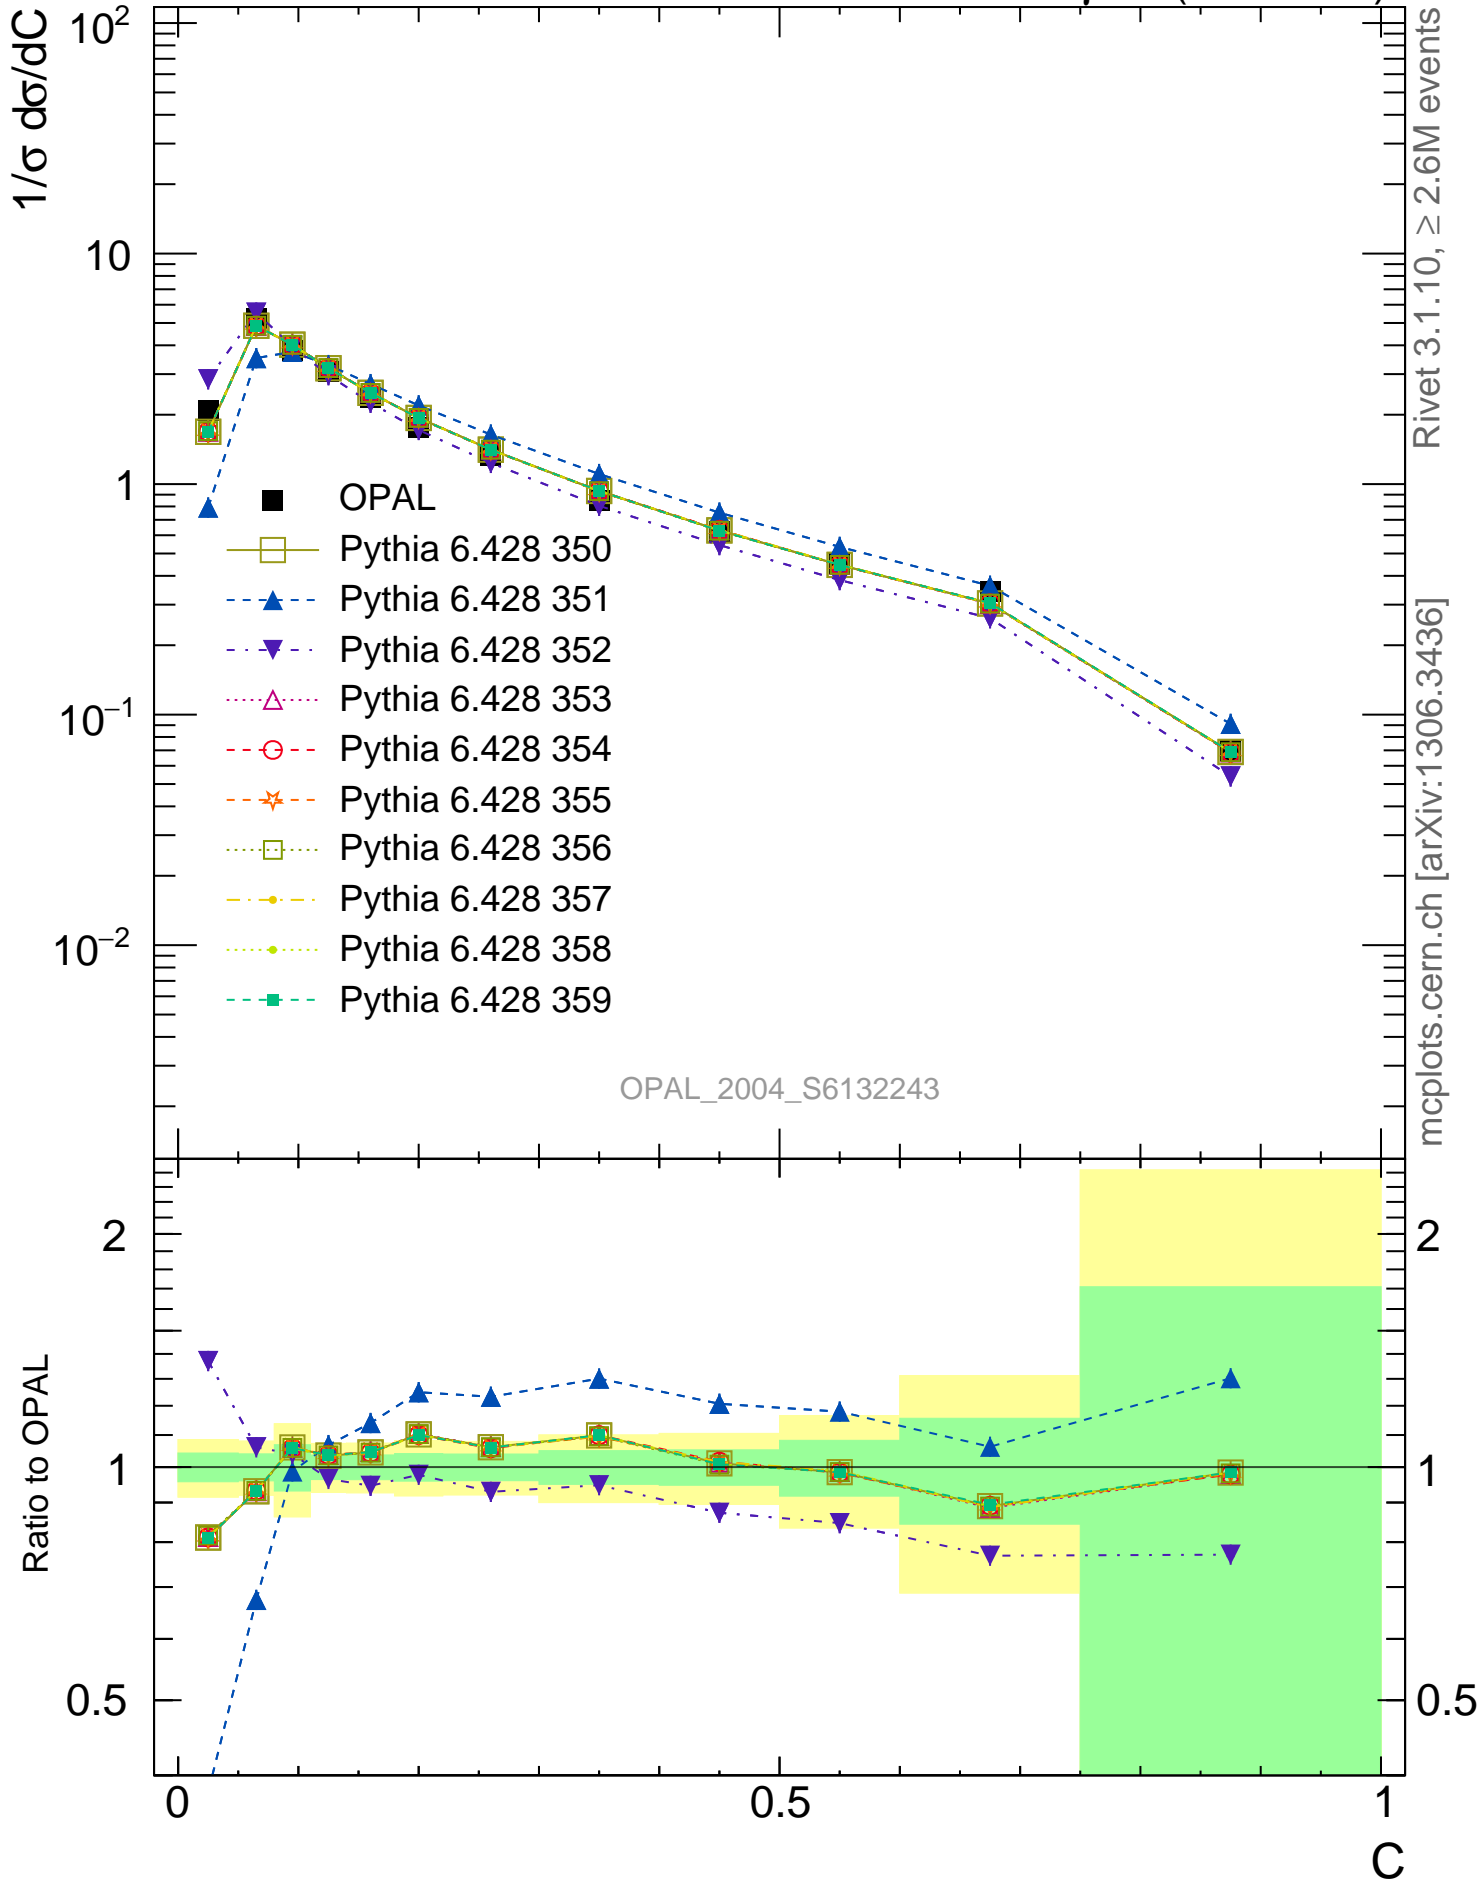 1/σ dσ/dC
10²
10
1
10⁻¹
10⁻²
OPAL
Pythia 6.428 350
Pythia 6.428 351
Pythia 6.428 352
Pythia 6.428 353
Pythia 6.428 354
Pythia 6.428 355
Pythia 6.428 356
Pythia 6.428 357
Pythia 6.428 358
Pythia 6.428 359
OPAL_2004_S6132243
Rivet 3.1.10, ≥ 2.6M events
mcplots.cern.ch [arXiv:1306.3436]
Ratio to OPAL
2
1
0.5
2
1
0.5
0
0.5
1
C